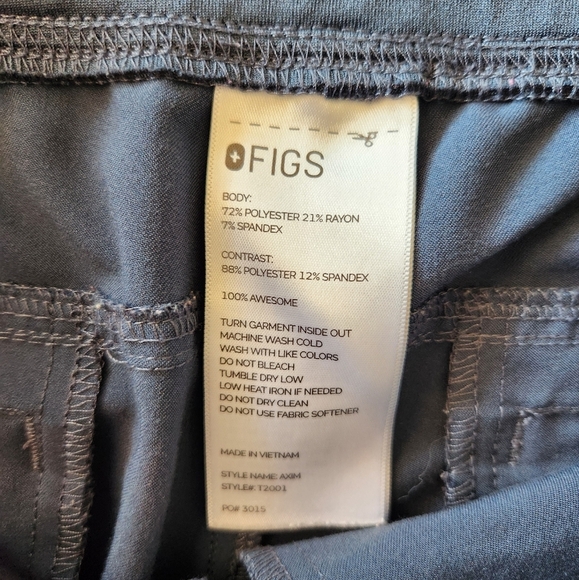 FIGS
BODY:
72% POLYESTER 21% RAYON
7% SPANDEX
CONTRAST:
88% POLYESTER 12% SPANDEX
100% AWESOME
TURN GARMENT INSIDE OUT
MACHINE WASH COLD
WASH WITH LIKE COLORS
DO NOT BLEACH
TUMBLE DRY LOW
LOW HEAT IRON IF NEEDED
DO NOT DRY CLEAN
DO NOT USE FABRIC SOFTENER
MADE IN VIETNAM
STYLE NAME: AXIM
STYLE#: T2001
PO# 3015